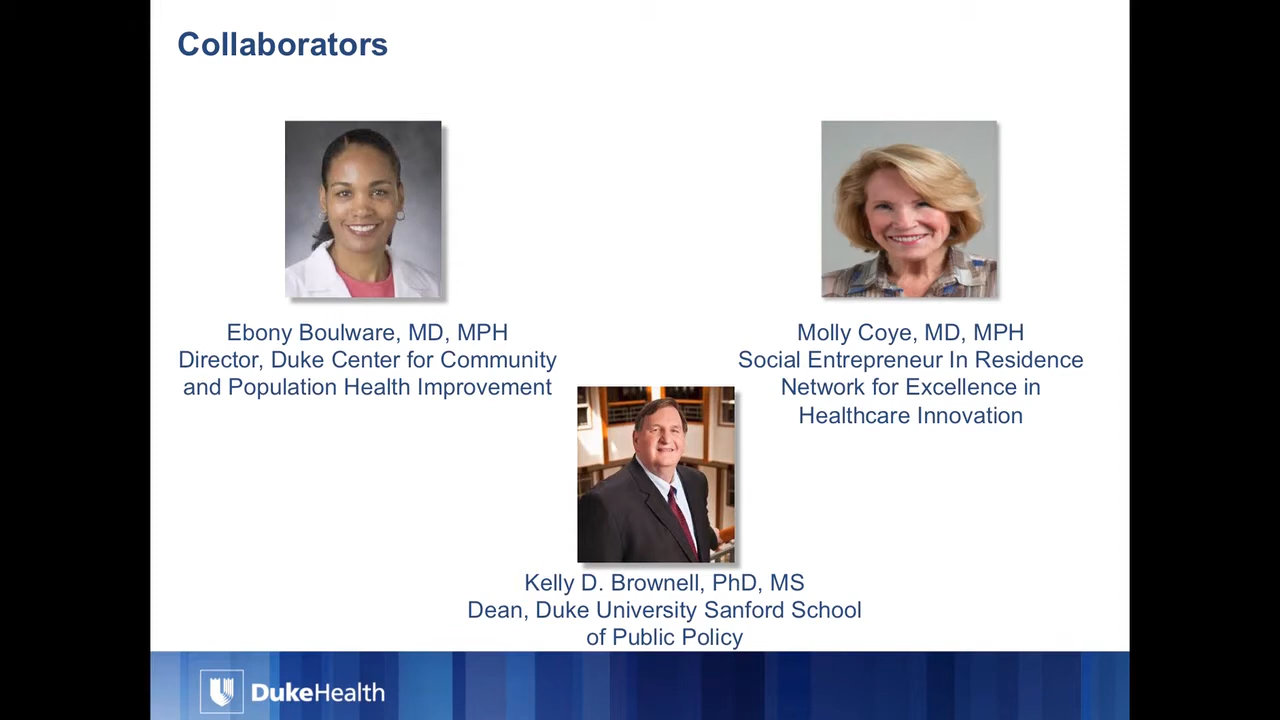 Collaborators
Ebony Boulware, MD, MPH
Director, Duke Center for Community
and Population Health Improvement
Molly Coye, MD, MPH
Social Entrepreneur In Residence
Network for Excellence in
Healthcare Innovation
Kelly D. Brownell, PhD, MS
Dean, Duke University Sanford School
of Public Policy
DukeHealth